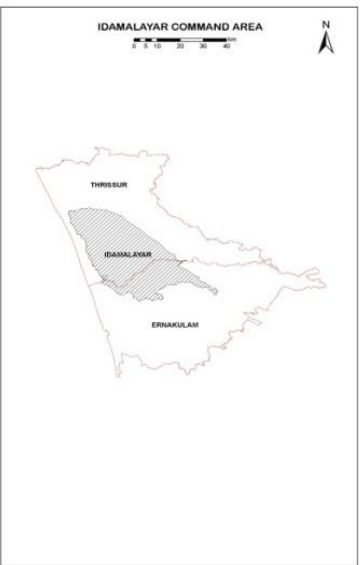 IDAMALAYAR COMMAND AREA
N
km
0 5 10 20 30 40
THRISSUR
IDAMALAYAR
ERNAKULAM